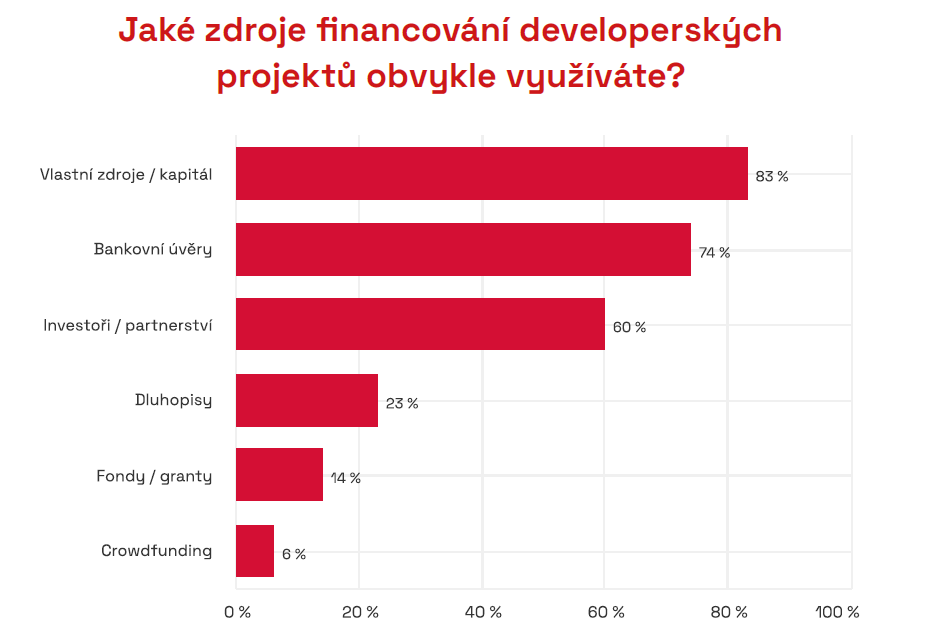 Jaké zdroje financování developerských
projektů obvykle využíváte?
Vlastní zdroje / kapitál
83 %
Bankovní úvěry
74 %
Investoři / partnerství
60 %
Dluhopisy
23 %
Fondy / granty
14 %
Crowdfunding
6 %
0 % 20 % 40 % 60 % 80 % 100 %